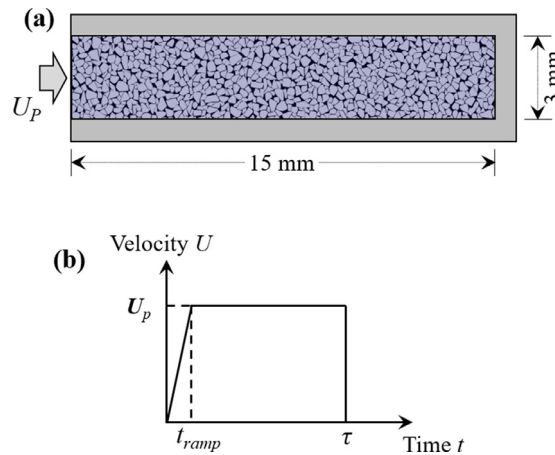 (a)
U_P
3 mm
15 mm
(b)
Velocity U
U_p
t_ramp
τ
Time t